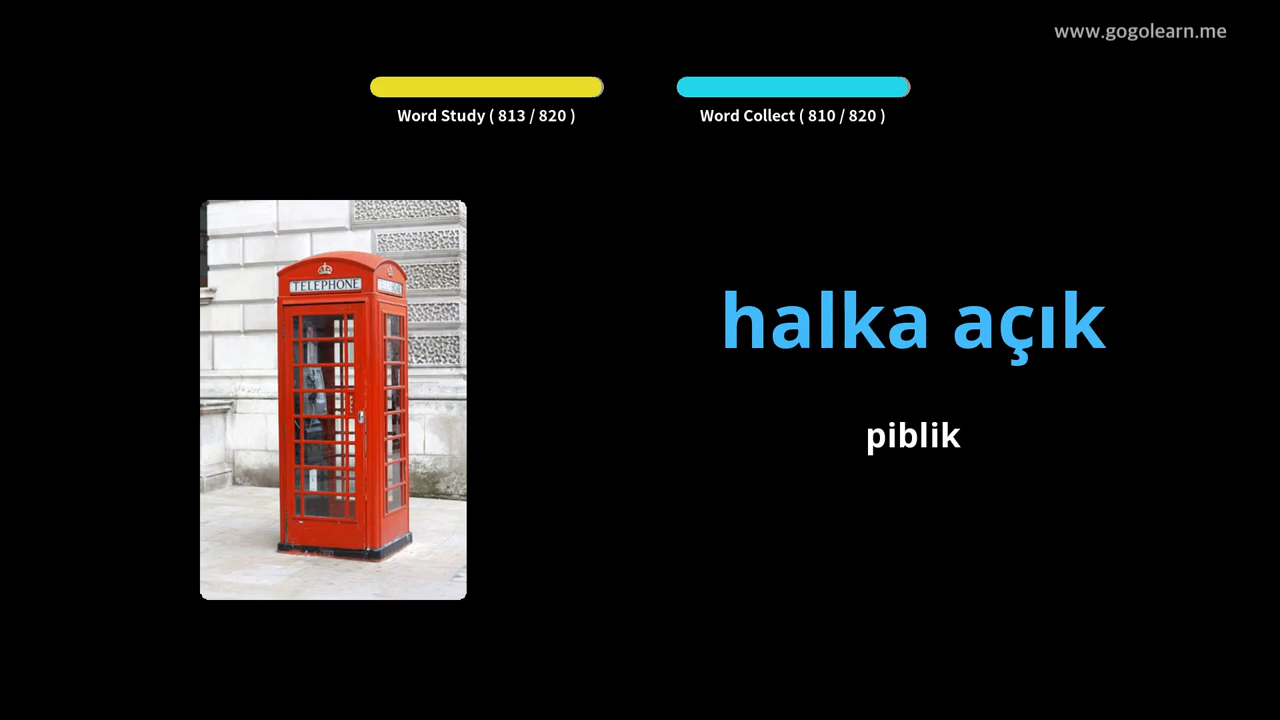 www.gogolearn.me
Word Study ( 813 / 820 )
Word Collect ( 810 / 820 )
TELEPHONE
halka açık
piblik